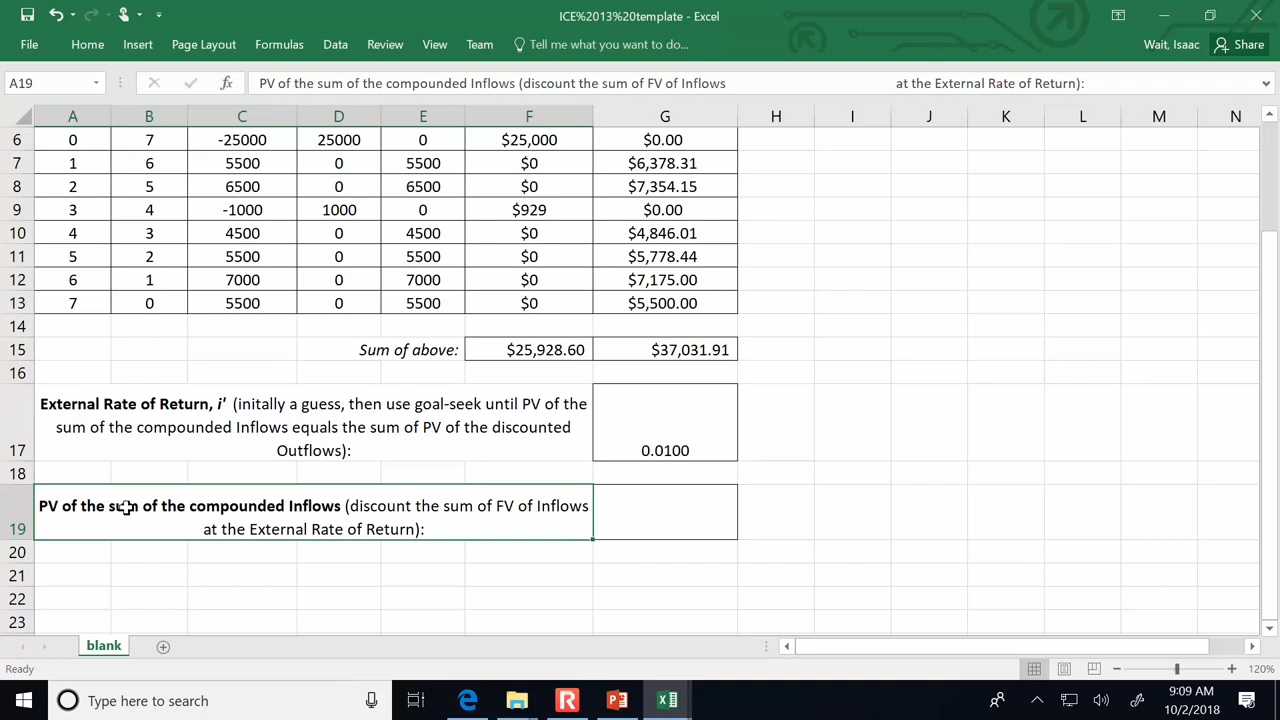 ICE%2013%20template - Excel
File Home Insert Draw Page Layout Formulas Data Review View Team Tell me what you want to do... Wait, Isaac Share
A19 fx PV of the sum of the compounded Inflows (discount the sum of FV of Inflows at the External Rate of Return):
A B C D E F G H I J K L M N
6 0 7 -25000 25000 0 $25,000 $0.00
7 1 6 5500 0 5500 $0 $6,378.31
8 2 5 6500 0 6500 $0 $7,354.15
9 3 4 -1000 1000 0 $929 $0.00
10 4 3 4500 0 4500 $0 $4,846.01
11 5 2 5500 0 5500 $0 $5,778.44
12 6 1 7000 0 7000 $0 $7,175.00
13 7 0 5500 0 5500 $0 $5,500.00
14
15 Sum of above: $25,928.60 $37,031.91
16
External Rate of Return, i' (initally a guess, then use goal-seek until PV of the
sum of the compounded Inflows equals the sum of PV of the discounted
17 Outflows): 0.0100
18
PV of the sum of the compounded Inflows (discount the sum of FV of Inflows
19 at the External Rate of Return):
20
21
22
23
blank
Ready 120%
Type here to search 9:09 AM
10/2/2018